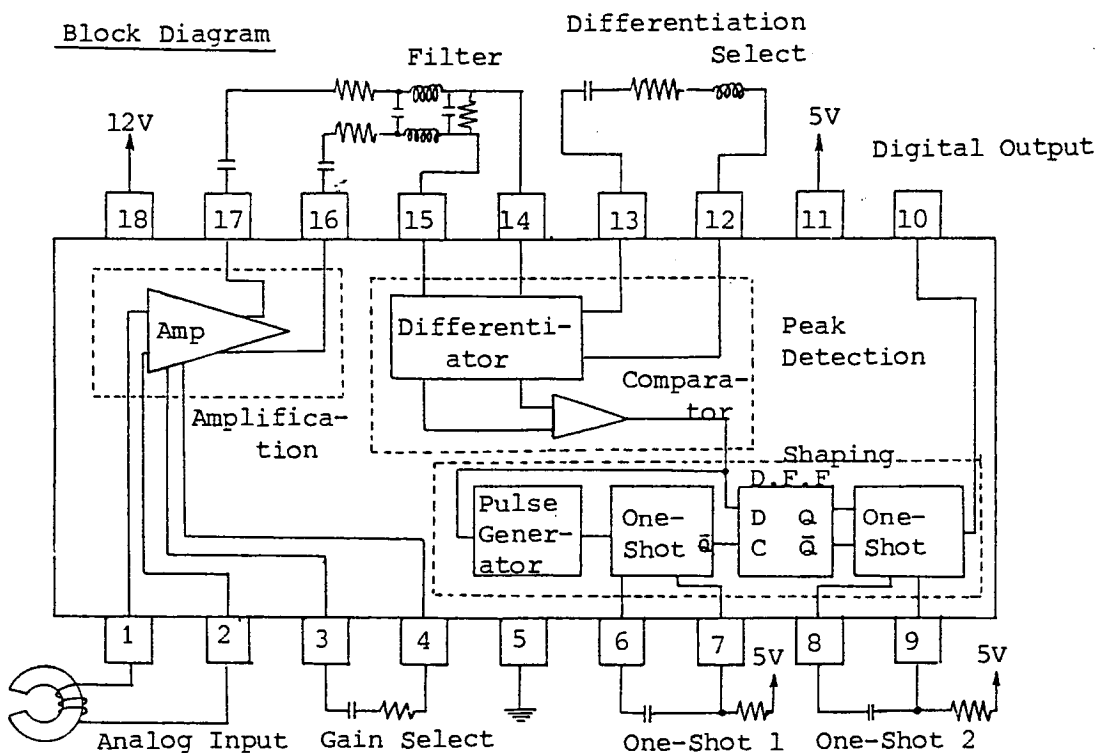 Block Diagram
Differentiation
Select
Filter
12V
5V
Digital Output
18
17
16
15
14
13
12
11
10
Amp
Differenti-
ator
Peak
Detection
Compara-
tor
Amplifica-
tion
Shaping
D.F.F
Pulse
Gener-
ator
One-
Shot Q̅
D Q
C Q̅
One-
Shot
1
2
3
4
5
6
7
8
9
5V
5V
Analog Input
Gain Select
One-Shot 1
One-Shot 2